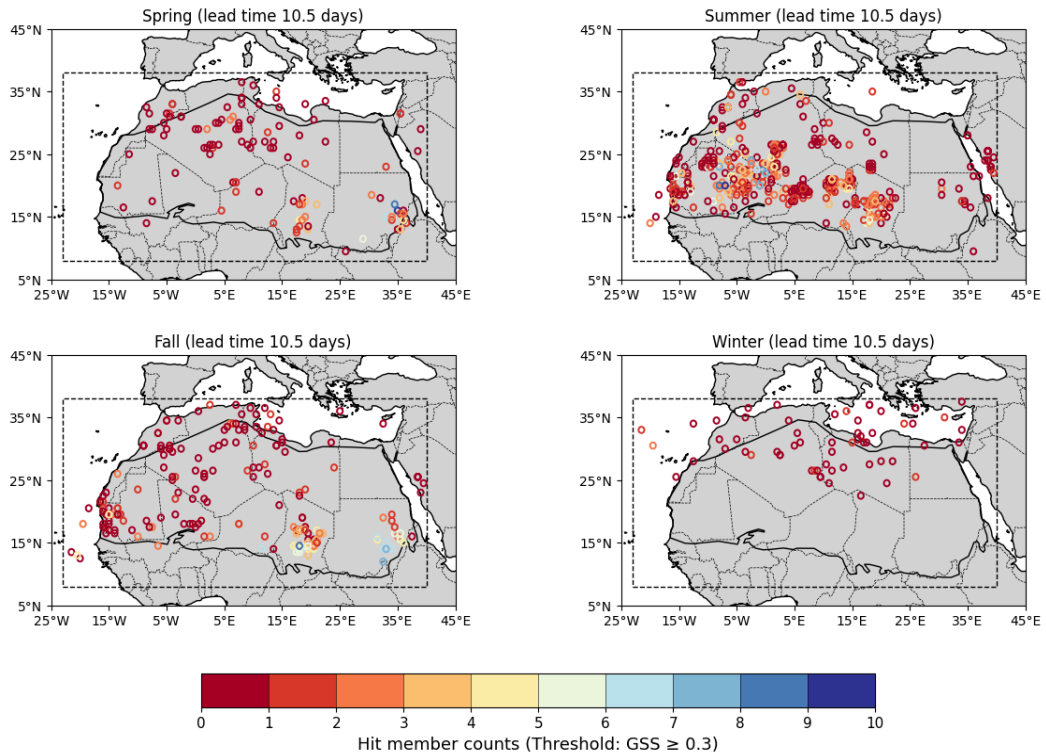 Spring (lead time 10.5 days)
Summer (lead time 10.5 days)
45°N
35°N
25°N
15°N
5°N
25°W 15°W 5°W 5°E 15°E 25°E 35°E 45°E
45°N
35°N
25°N
15°N
5°N
25°W 15°W 5°W 5°E 15°E 25°E 35°E 45°E
Fall (lead time 10.5 days)
Winter (lead time 10.5 days)
45°N
35°N
25°N
15°N
5°N
25°W 15°W 5°W 5°E 15°E 25°E 35°E 45°E
45°N
35°N
25°N
15°N
5°N
25°W 15°W 5°W 5°E 15°E 25°E 35°E 45°E
0 1 2 3 4 5 6 7 8 9 10
Hit member counts (Threshold: GSS ≥ 0.3)